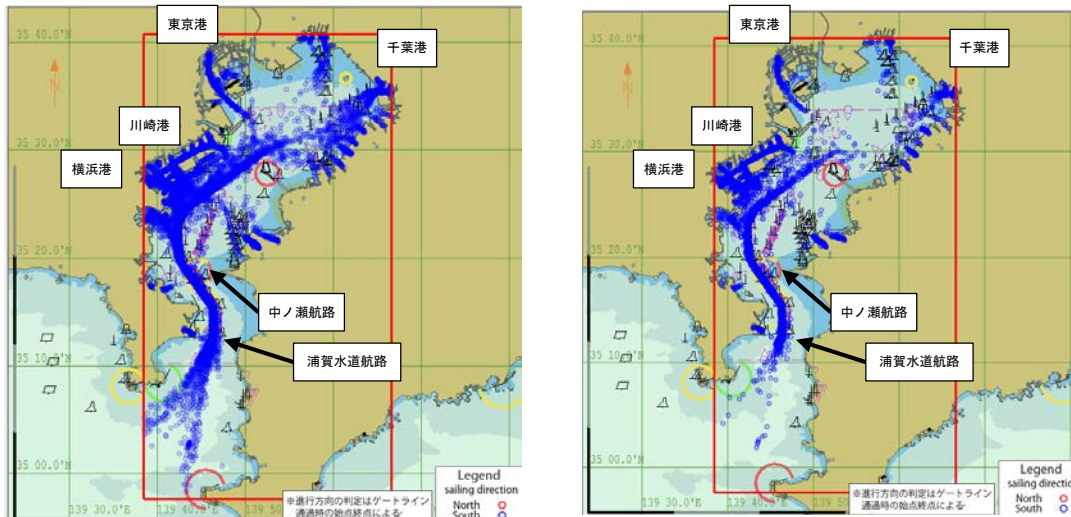 東京港
千葉港
川崎港
横浜港
中ノ瀬航路
浦賀水道航路
35 40.0'N
35 30.0'N
35 20.0'N
35 10.0'N
35 00.0'N
N
139 30.0'E
139 40.0'E
139 50.0'E
※進行方向の判定はゲートライン
通過時の始点終点による
Legend
sailing direction
North
South
東京港
千葉港
川崎港
横浜港
中ノ瀬航路
浦賀水道航路
35 40.0'N
35 30.0'N
35 20.0'N
35 10.0'N
35 00.0'N
N
139 30.0'E
139 40.0'E
139 50.0'E
※進行方向の判定はゲートライン
通過時の始点終点による
Legend
sailing direction
North
South